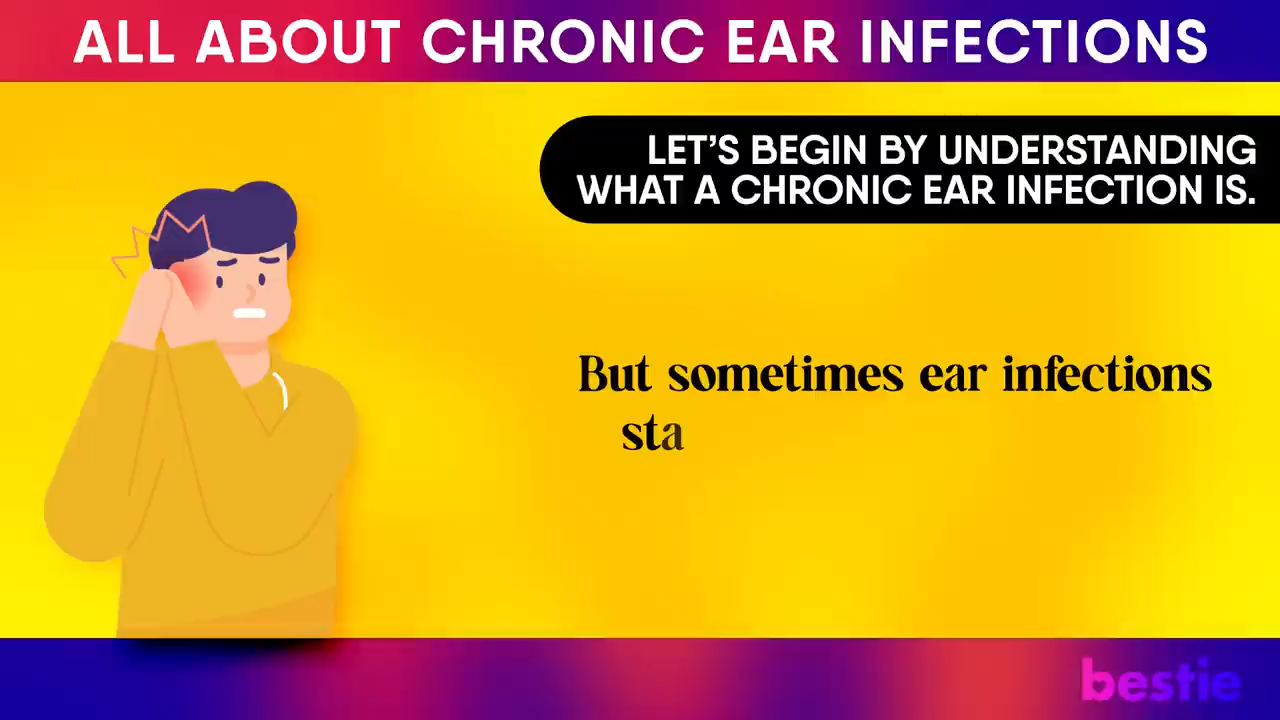 ALL ABOUT CHRONIC EAR INFECTIONS
LET'S BEGIN BY UNDERSTANDING
WHAT A CHRONIC EAR INFECTION IS.
But sometimes ear infections
sta
bestie